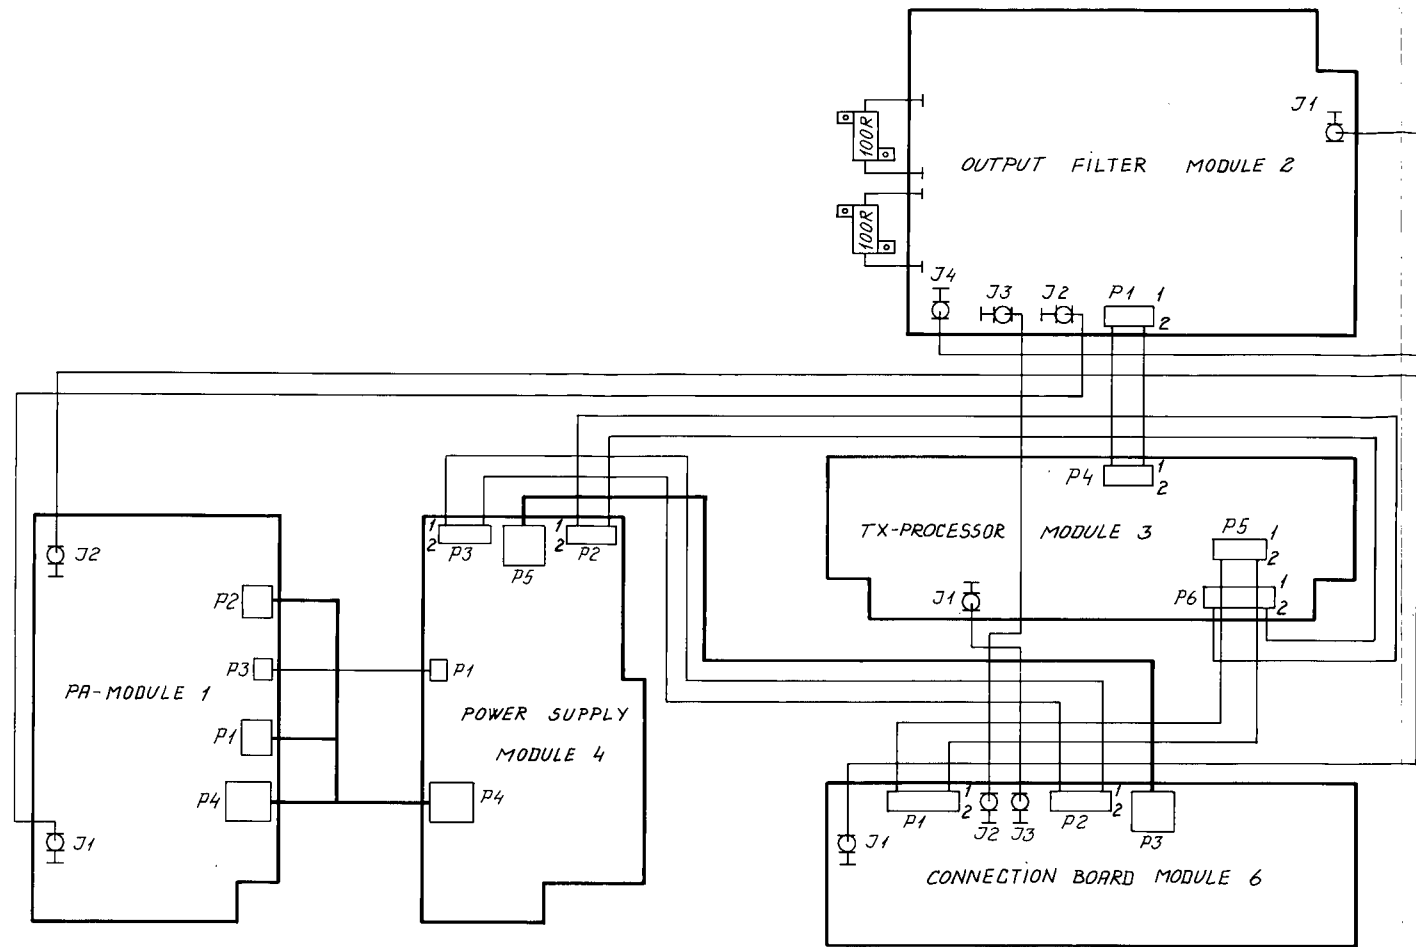 J1
100R
OUTPUT FILTER MODULE 2
100R
J4
J3
J2
P1
1
2
P4
1
2
TX-PROCESSOR MODULE 3
P5
1
2
P6
1
2
J1
1
2
P3
P5
1
2
P2
J2
P2
P3
P1
PA-MODULE 1
P1
P4
J1
POWER SUPPLY
MODULE 4
P4
P1
1
2
J2
J3
P2
1
2
P3
J1
CONNECTION BOARD MODULE 6